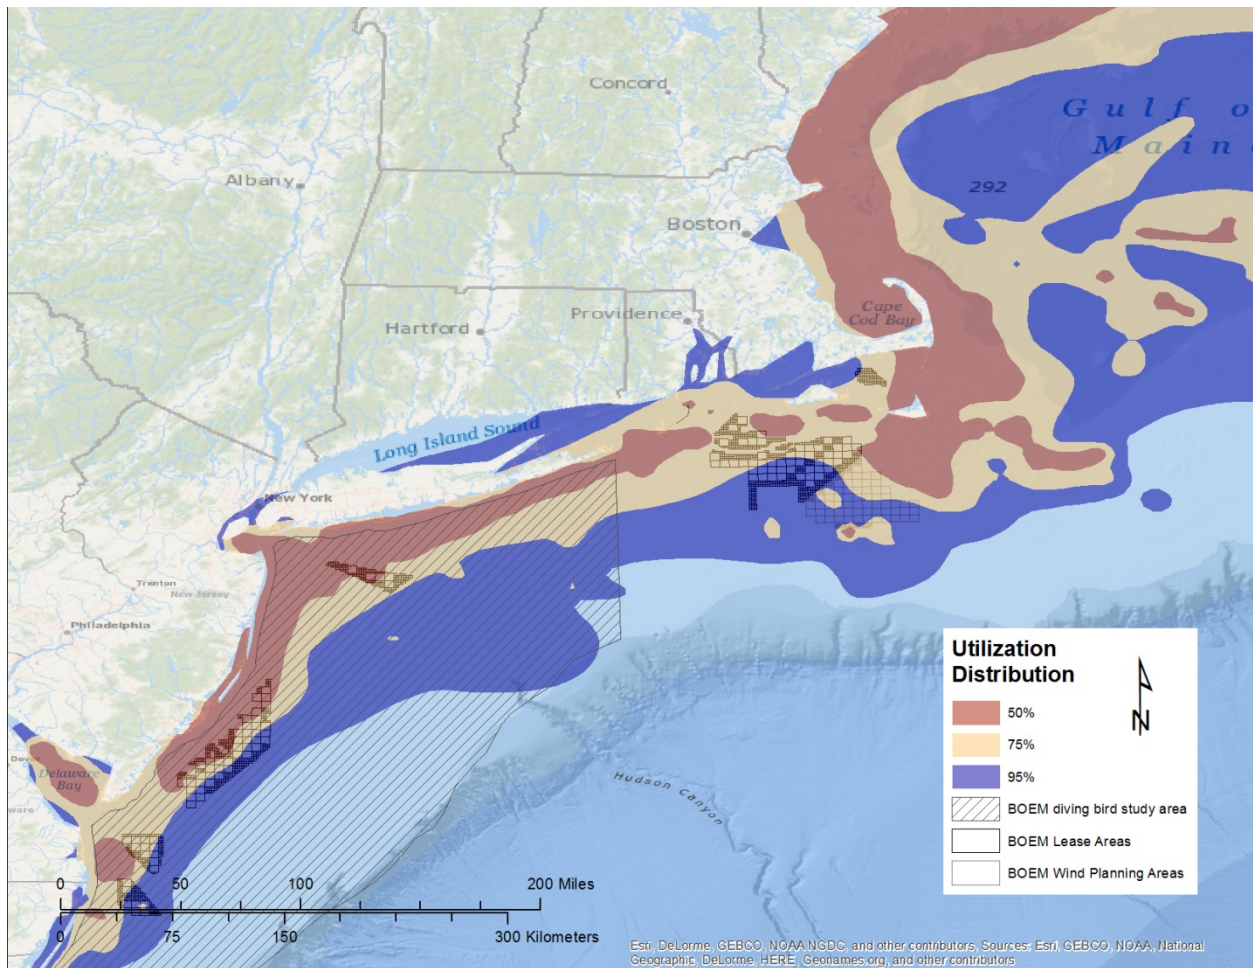 Concord
Gulf o
Maine
292
Albany
Boston
Cape
Cod Bay
Providence
Hartford
Long Island Sound
New York
Trenton
New Jersey
Philadelphia
Delaware
Bay
Hudson Canyon
Utilization
Distribution
N
50%
75%
95%
BOEM diving bird study area
BOEM Lease Areas
BOEM Wind Planning Areas
0 50 100 200 Miles
0 75 150 300 Kilometers
Esri, DeLorme, GEBCO, NOAA NGDC, and other contributors, Sources: Esri, GEBCO, NOAA, National
Geographic, DeLorme, HERE, Geonames.org, and other contributors